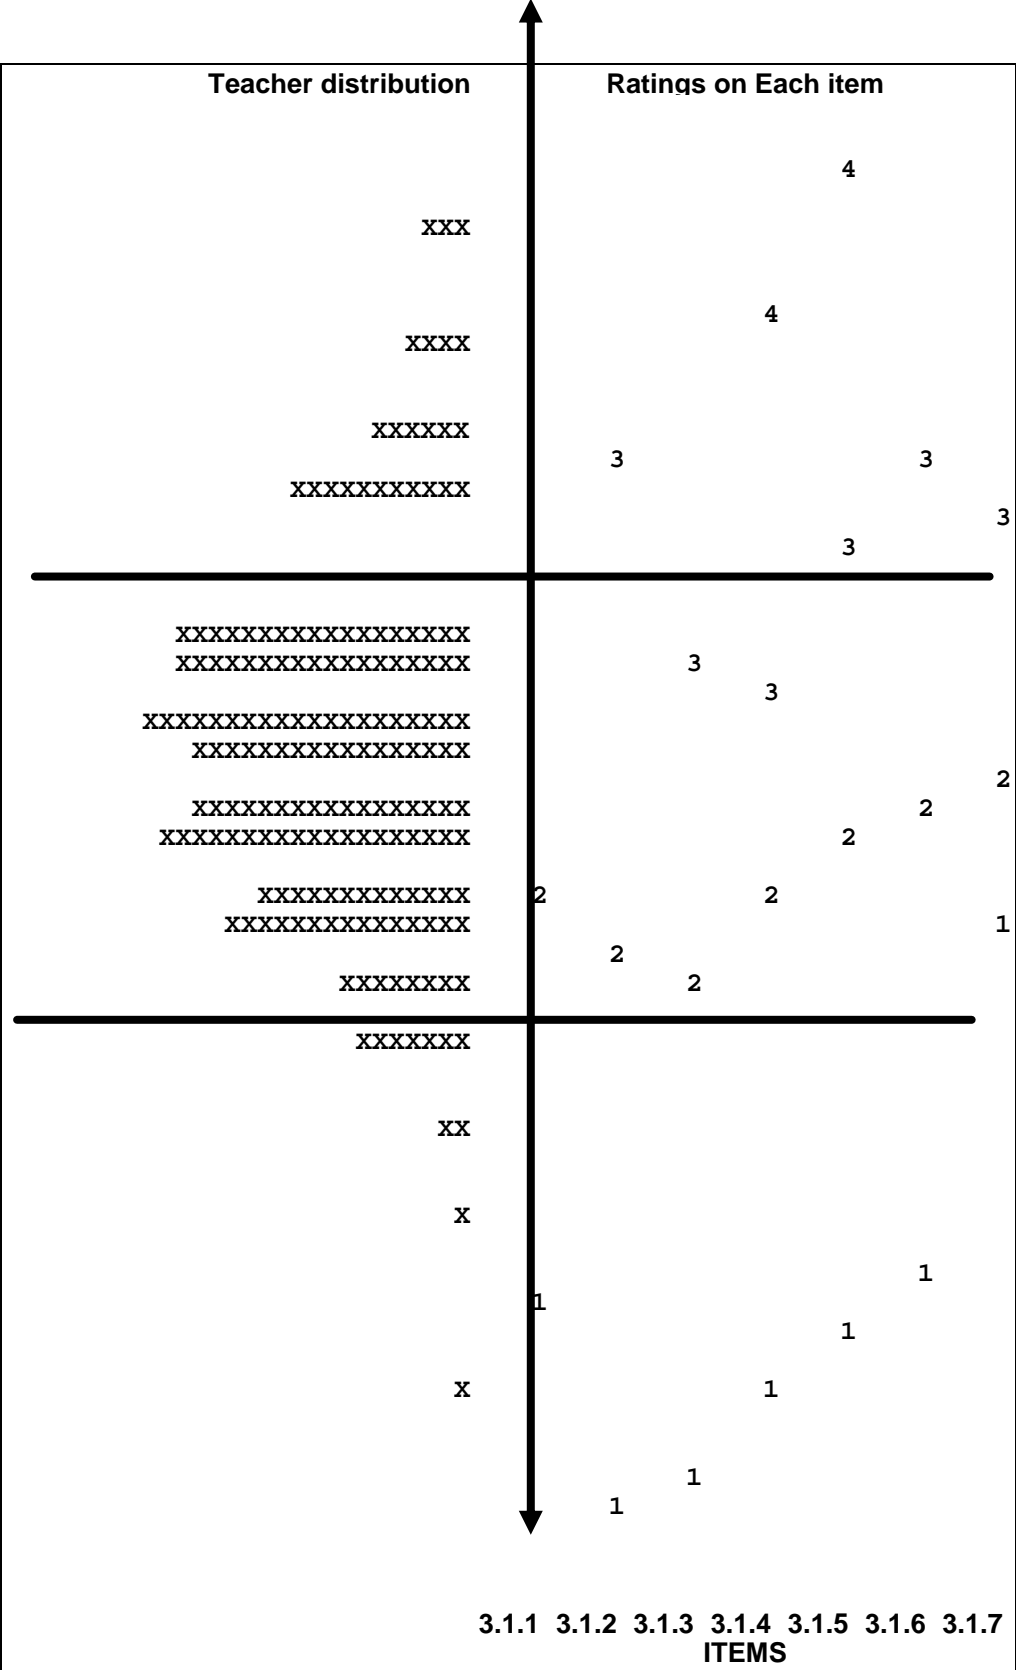 Teacher distribution Ratings on Each item
4
xxx
4
xxxx
xxxxxx
3 3
xxxxxxxxxxx
3
3
xxxxxxxxxxxxxxxxxx
xxxxxxxxxxxxxxxxxx 3
3
xxxxxxxxxxxxxxxxxxxx
xxxxxxxxxxxxxxxxx
2
xxxxxxxxxxxxxxxxx 2
xxxxxxxxxxxxxxxxxxx 2
xxxxxxxxxxxxx 2 2
xxxxxxxxxxxxxxx 1
2
xxxxxxxx 2
xxxxxxx
xx
x
1
1
1
x 1
1
1
3.1.1 3.1.2 3.1.3 3.1.4 3.1.5 3.1.6 3.1.7
ITEMS